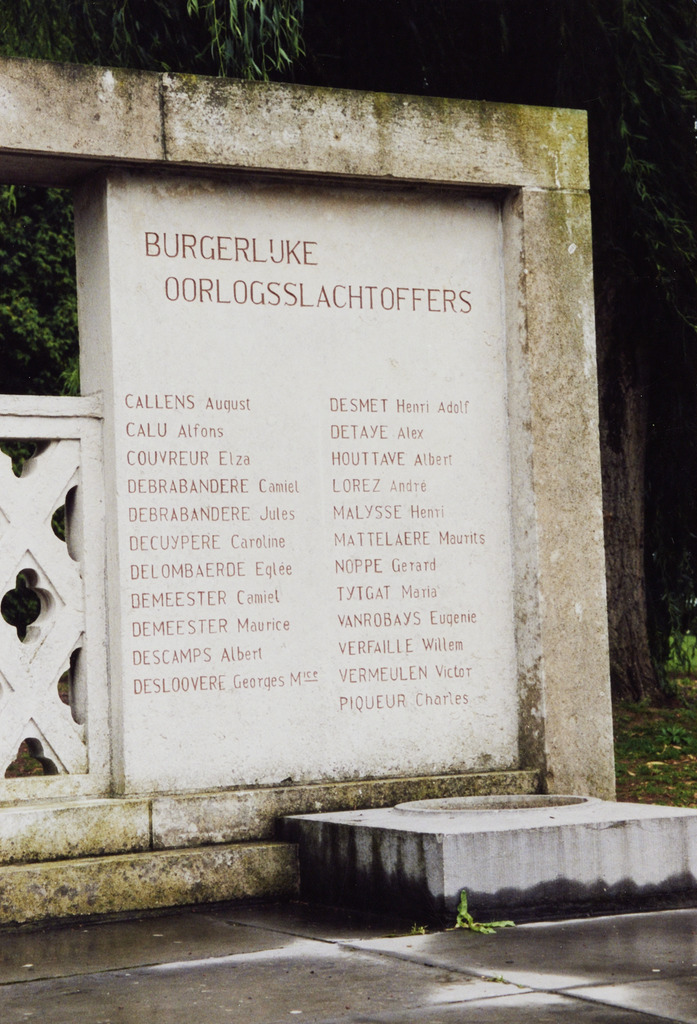 BURGERLIJKE
OORLOGSSLACHTOFFERS
CALLENS August
CALU Alfons
COUVREUR Elza
DEBRABANDERE Camiel
DEBRABANDERE Jules
DECUYPERE Caroline
DELOMBAERDE Eglée
DEMEESTER Camiel
DEMEESTER Maurice
DESCAMPS Albert
DESLOOVERE Georges Mice
DESMET Henri Adolf
DETAYE Alex
HOUTTAVE Albert
LOREZ André
MALYSSE Henri
MATTELAERE Maurits
NOPPE Gerard
TYTGAT Maria
VANROBAYS Eugenie
VERFAILLE Willem
VERMEULEN Victor
PIQUEUR Charles